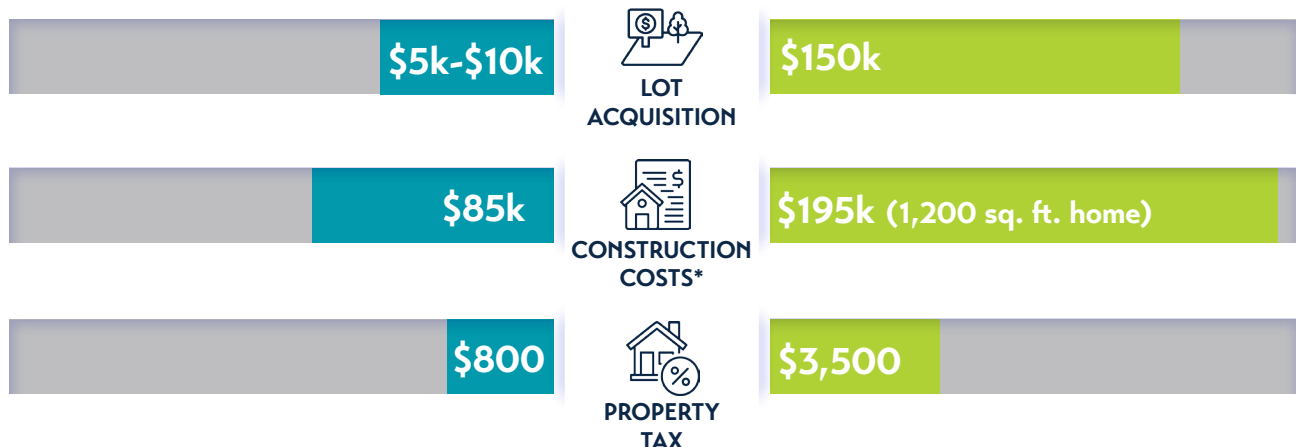 $5k-$10k
$
LOT
ACQUISITION
$150k
$85k
$
CONSTRUCTION
COSTS*
$195k (1,200 sq. ft. home)
$800
%
PROPERTY
TAX
$3,500